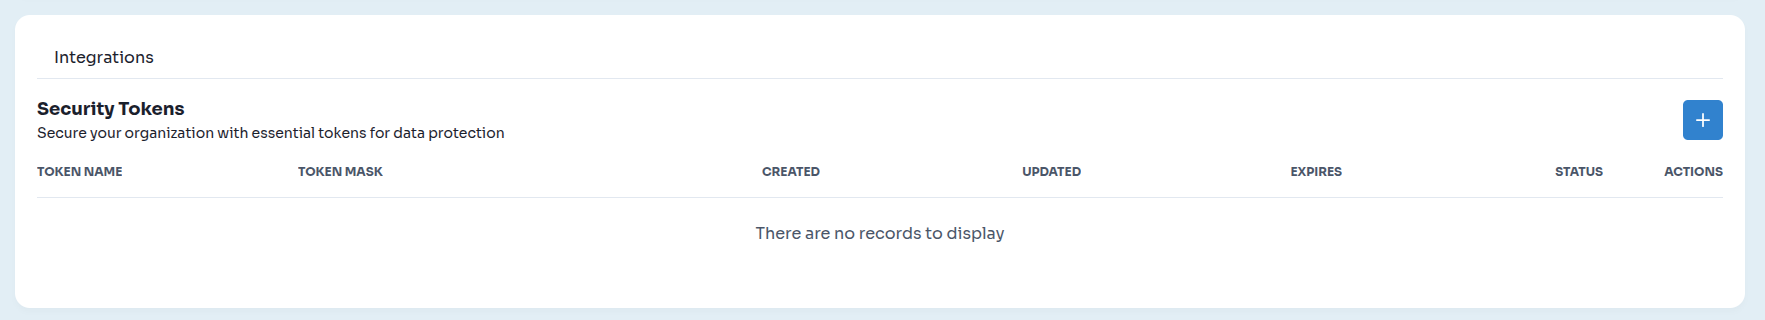 Integrations
Security Tokens
Secure your organization with essential tokens for data protection
TOKEN NAME TOKEN MASK CREATED UPDATED EXPIRES STATUS ACTIONS
There are no records to display